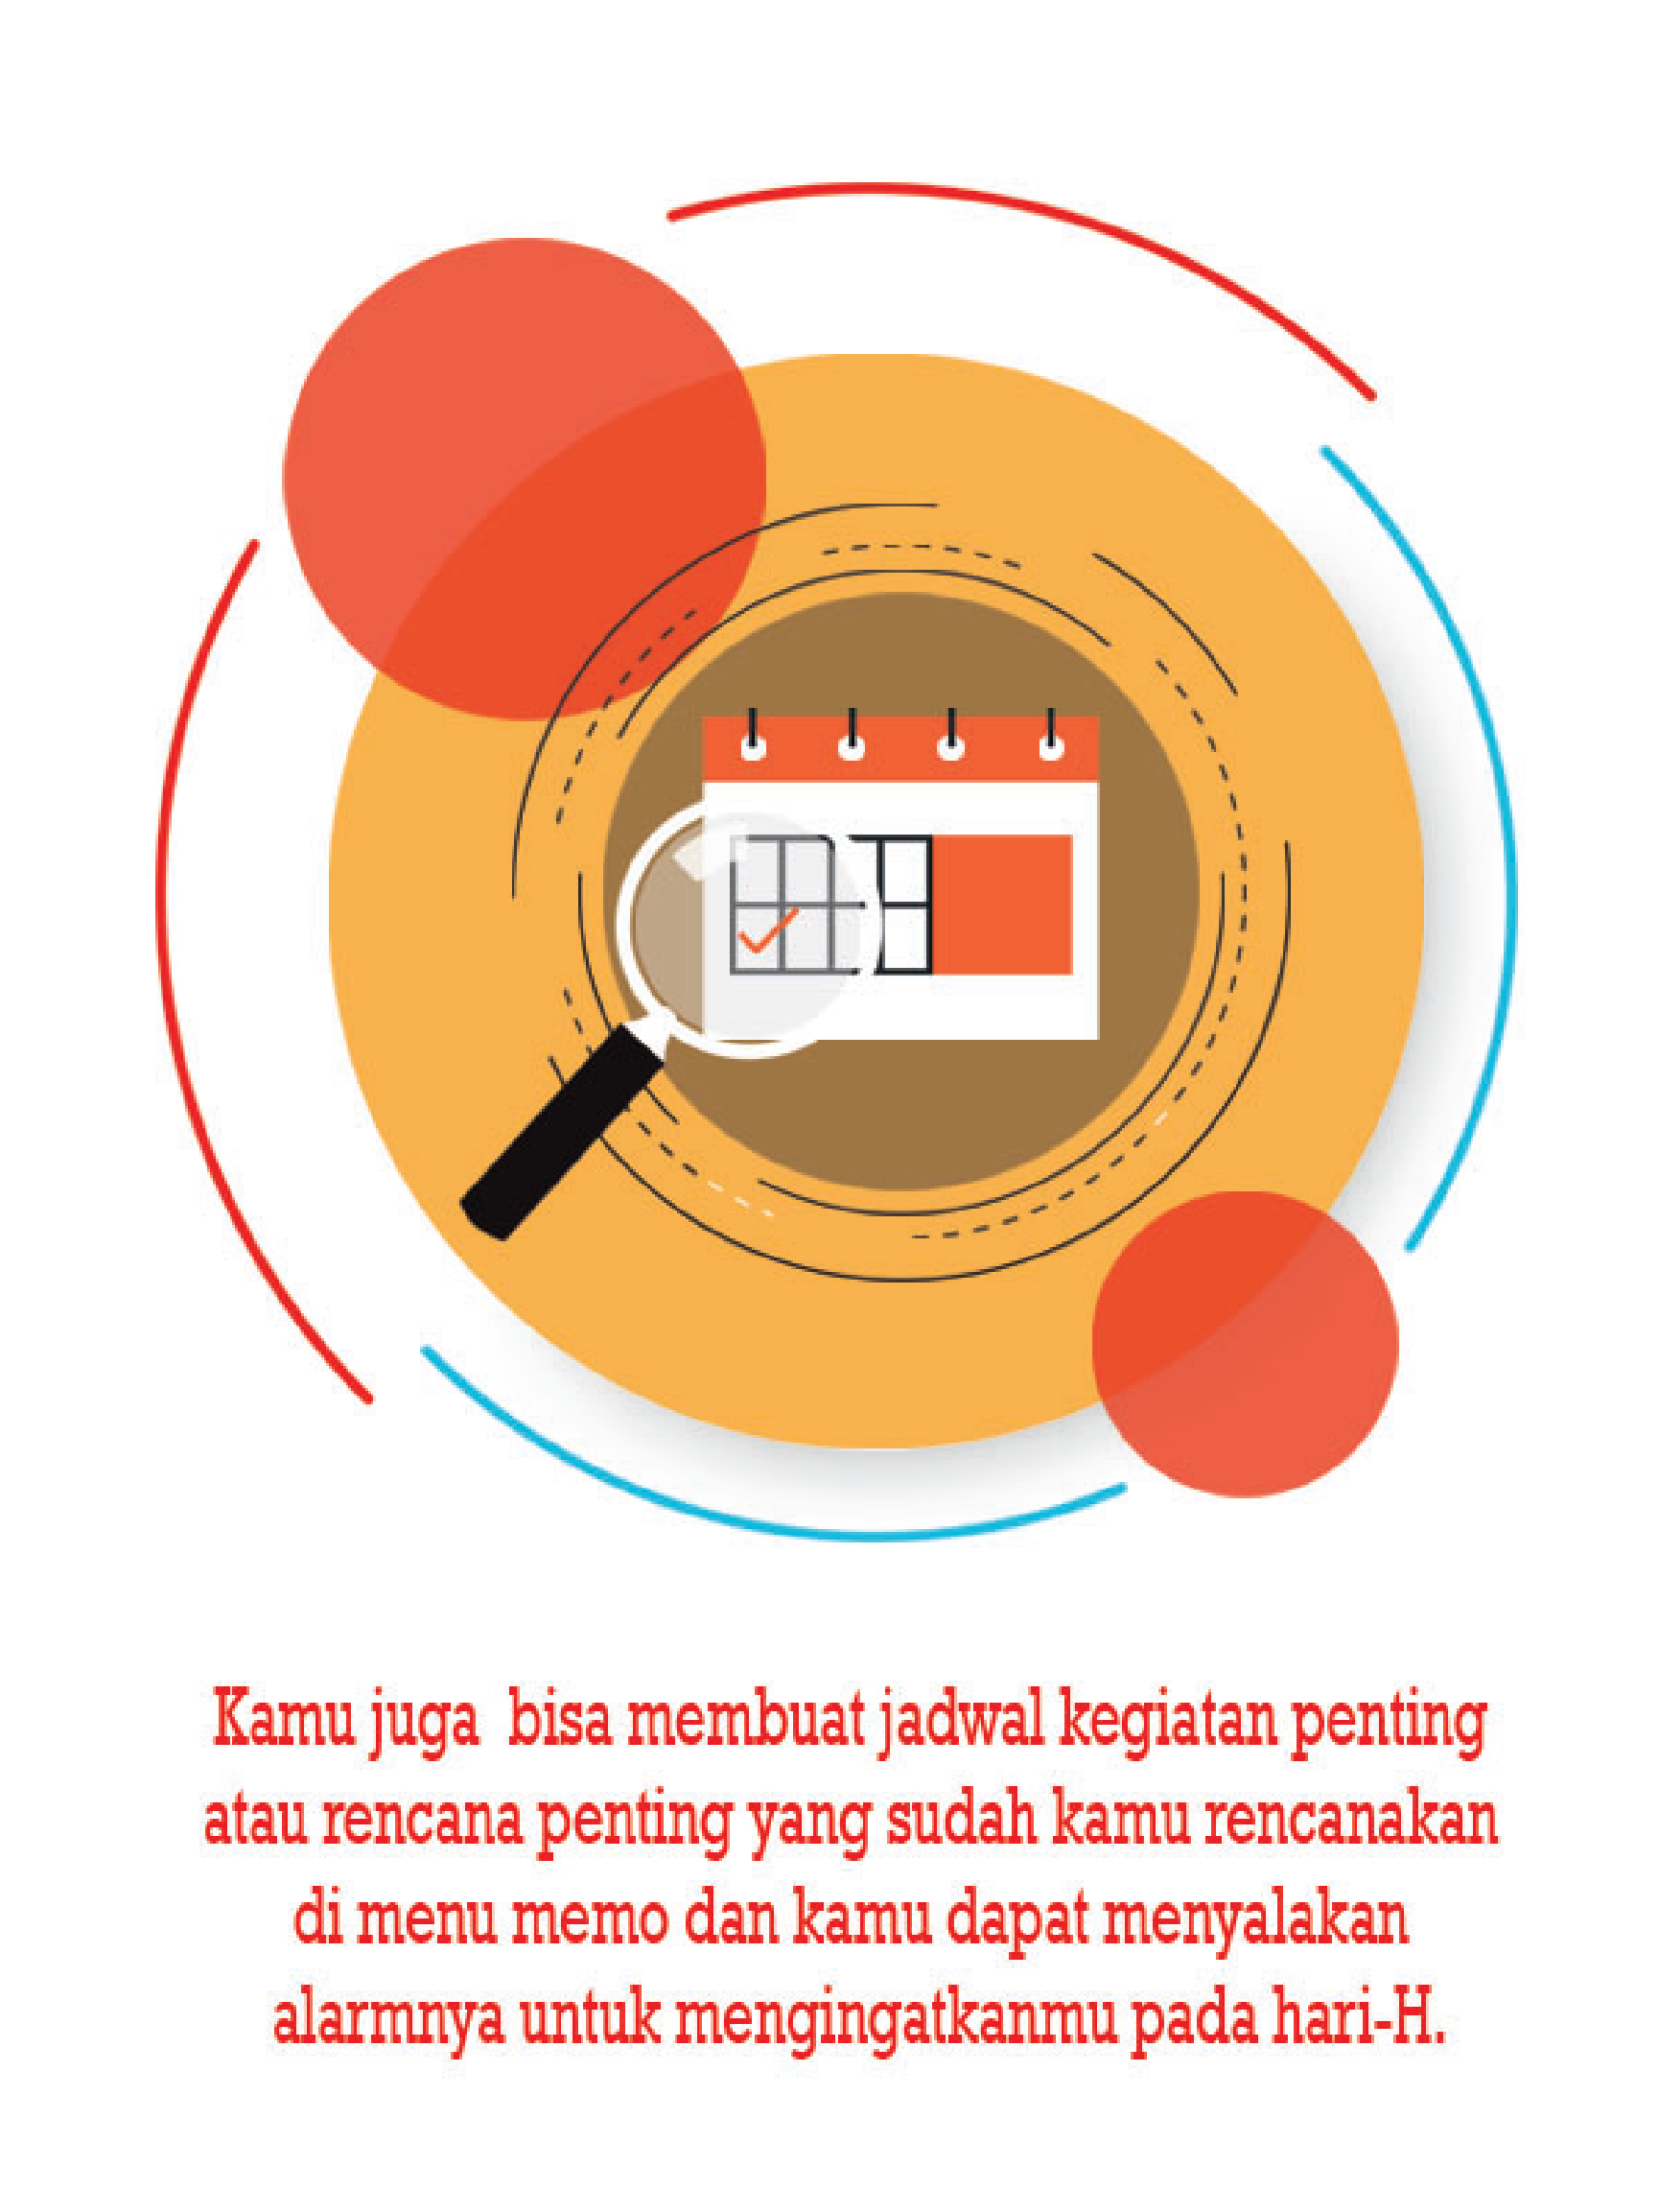 Kamu juga  bisa membuat jadwal kegiatan penting
atau rencana penting yang sudah kamu rencanakan
di menu memo dan kamu dapat menyalakan
alarmnya untuk mengingatkanmu pada hari-H.